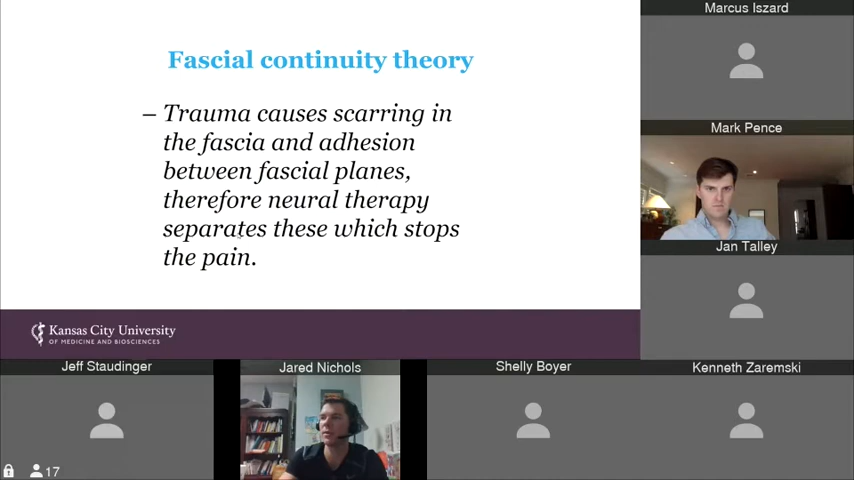 Fascial continuity theory
– Trauma causes scarring in
the fascia and adhesion
between fascial planes,
therefore neural therapy
separates these which stops
the pain.
Kansas City University
OF MEDICINE AND BIOSCIENCES
Marcus Iszard
Mark Pence
Jan Talley
Jeff Staudinger
Jared Nichols
Shelly Boyer
Kenneth Zaremski
17